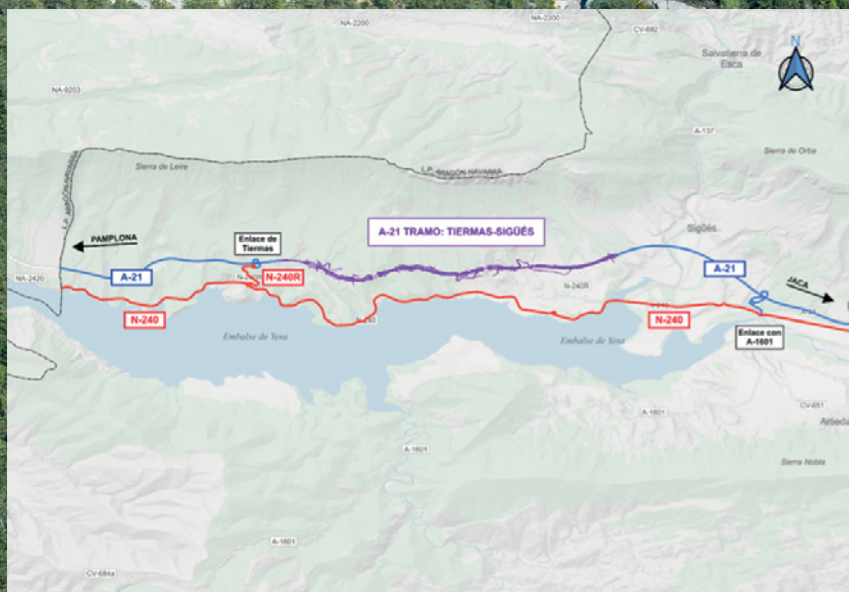 NA-2200
NA-2200
CV-692
N
Salvatierra de
Esca
NA-9203
A-137
Sierra de Orba
Sierra de Leire
L.P. ARAGÓN-NAVARRA
L.P. ARAGÓN-NAVARRA
A-21 TRAMO: TIERMAS-SIGÜÉS
Sigüés
PAMPLONA
Enlace de
Tiermas
NA-2420
A-21
N-240R
N-240R
A-21
JACA
N-240
N-240
N-240
Embalse de Yesa
Embalse de Yesa
Enlace con
A-1601
A-1601
CV-651
Artieda
A-1601
Sierra Nobla
A-1601
CV-684a